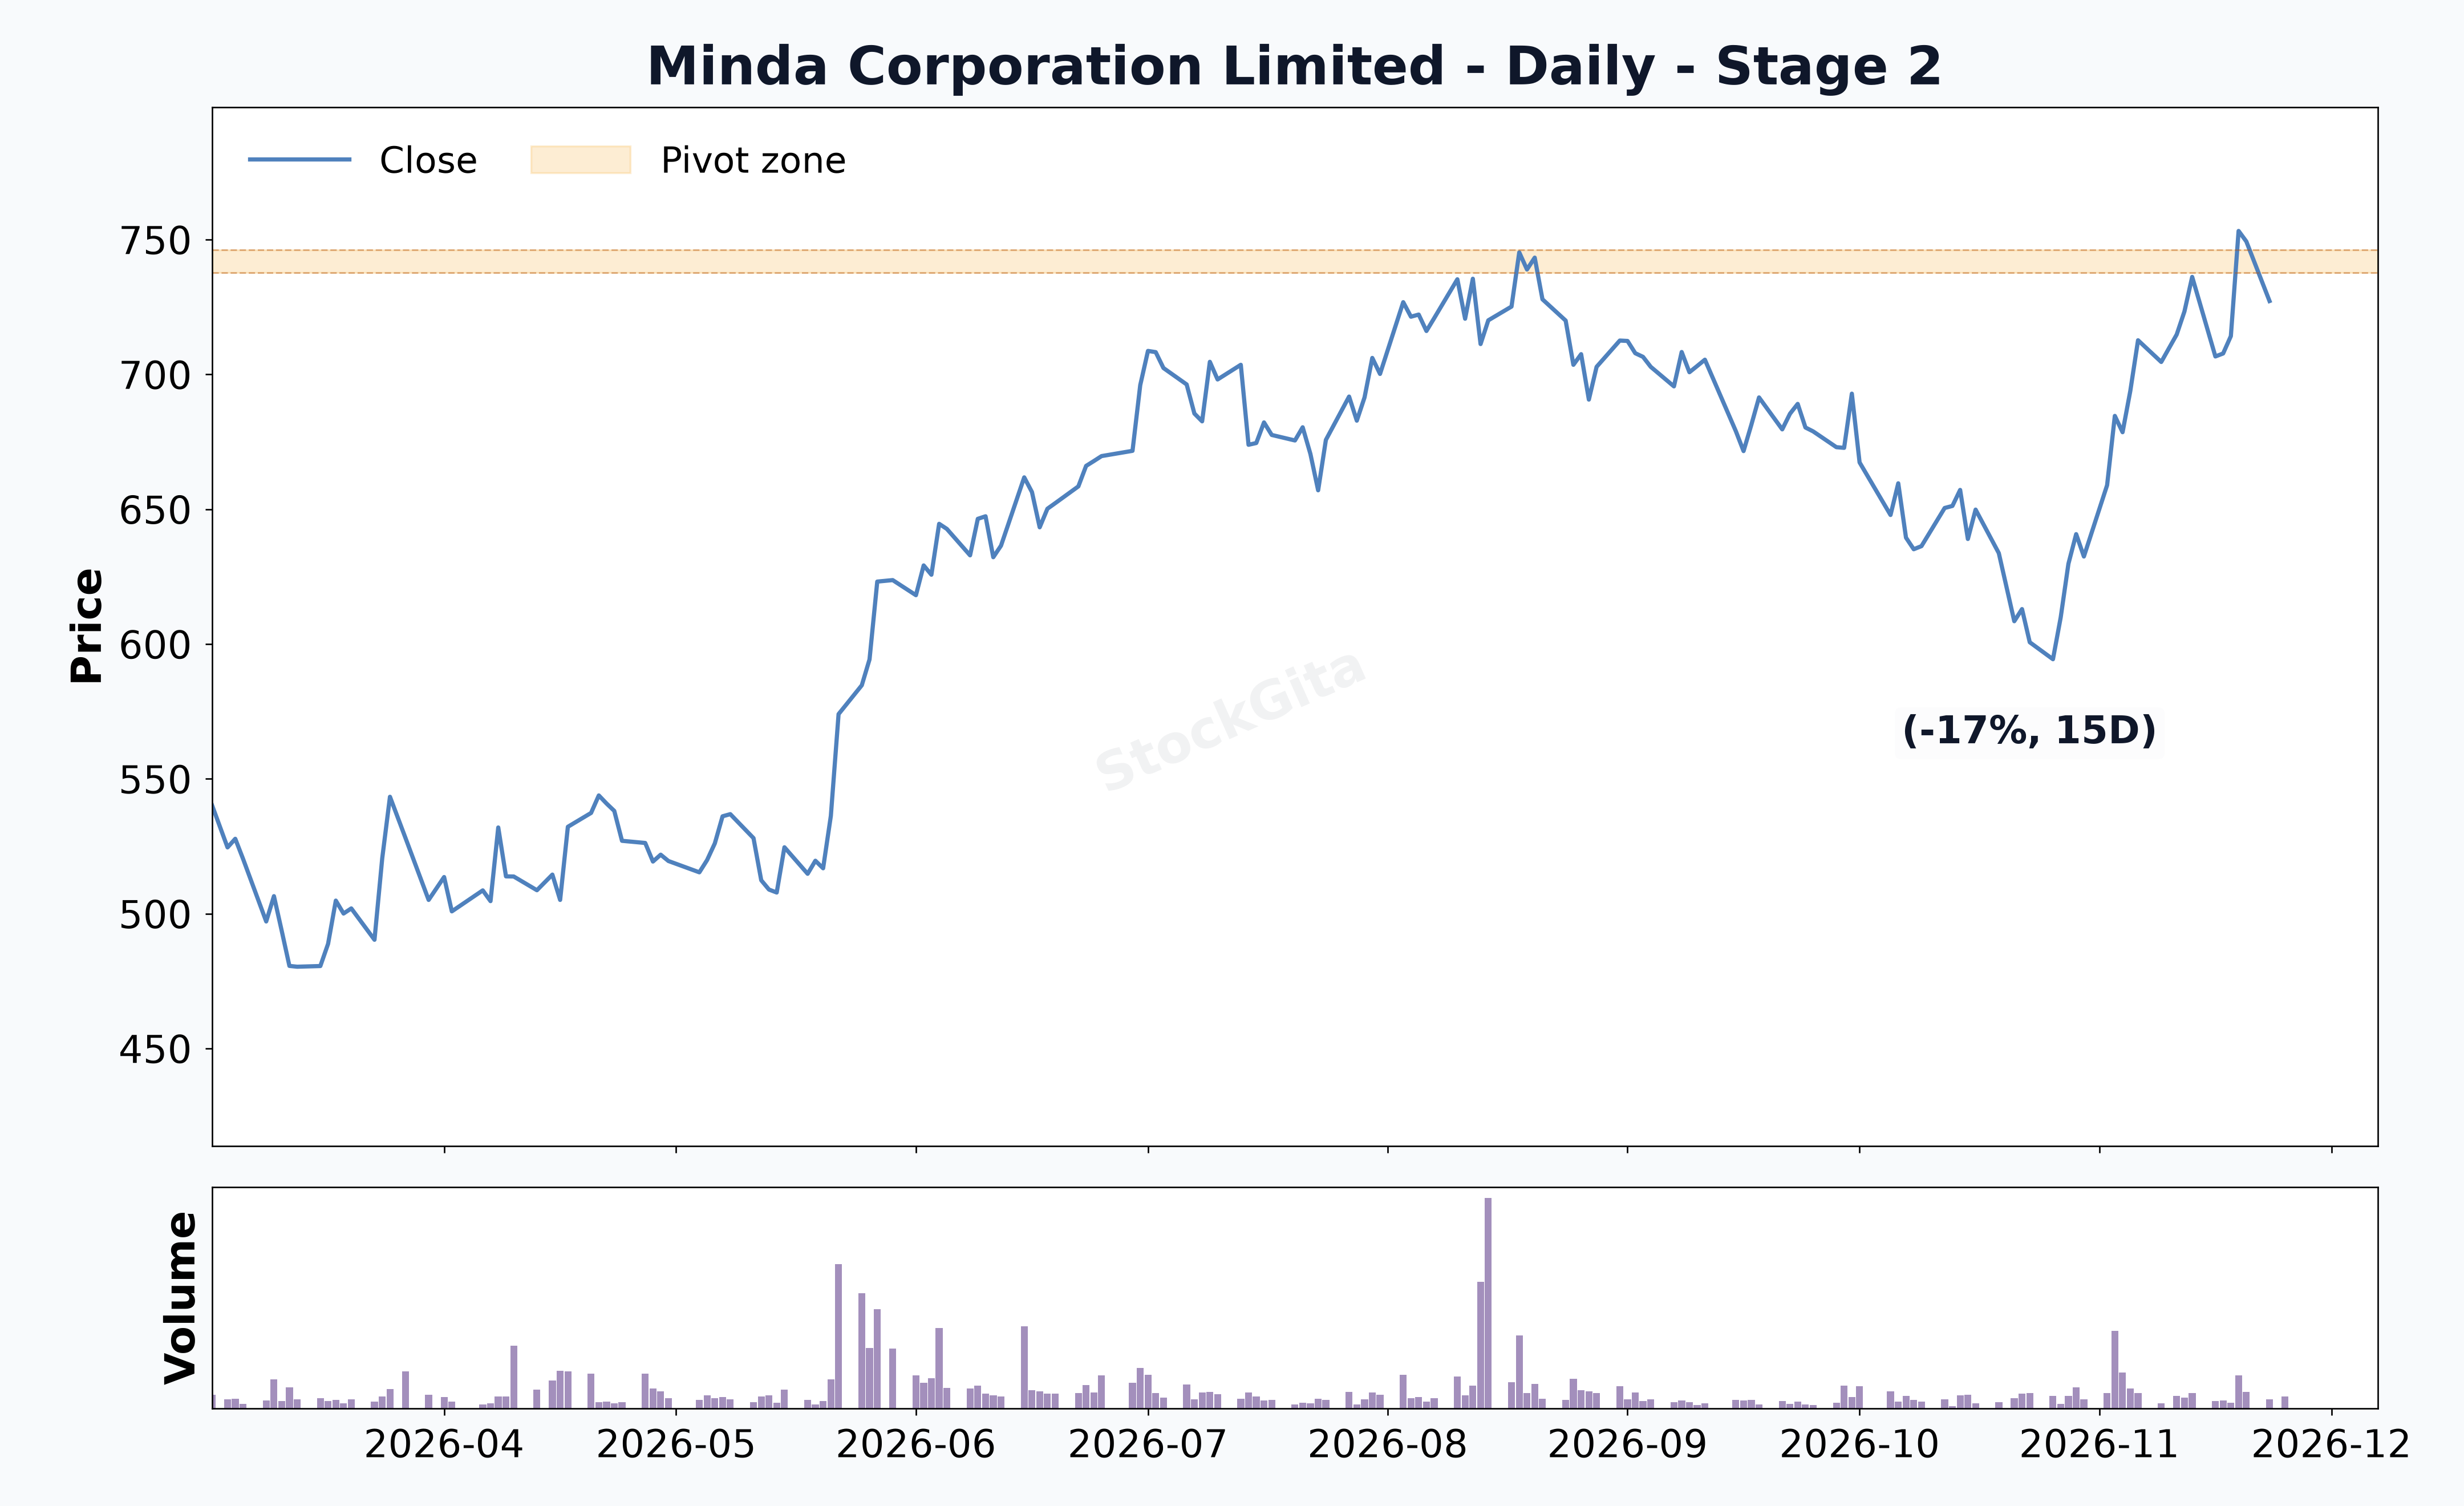 Minda Corporation Limited - Daily - Stage 2
Close
Pivot zone
750
700
650
600
550
500
450
Price
StockGita
(-17%, 15D)
Volume
2026-04
2026-05
2026-06
2026-07
2026-08
2026-09
2026-10
2026-11
2026-12